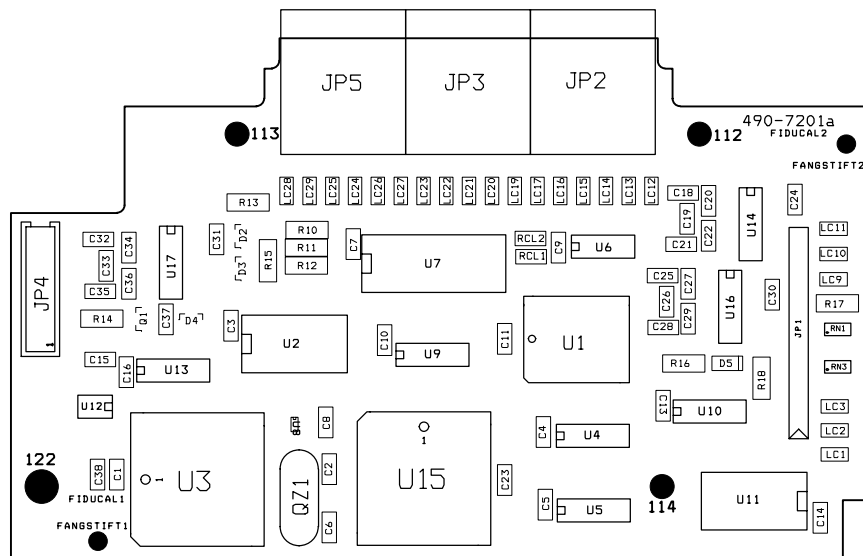 JP5
JP3
JP2
113
112
490-7201a
FIDUCAL2
FANGSTIFT2
LC28
LC29
LC25
LC24
LC26
LC27
LC23
LC22
LC21
LC20
LC19
LC17
LC16
LC15
LC14
LC13
LC12
C18
C20
C19
C22
C21
U14
C24
R13
R10
R11
R12
R15
C31
D2
D3
C7
U7
RCL2
RCL1
C9
U6
LC11
LC10
LC9
R17
RN1
RN3
JP4
1
C32
C34
C33
C36
C35
U17
R14
Q1
C37
D4
C3
U2
C10
U9
C11
U1
C25
C27
C26
C29
C28
U16
C30
JP1
C15
C16
U13
R16
D5
R18
U12
C13
U10
LC3
LC2
LC1
U8
C8
1
C4
U4
122
C38
C1
1
U3
QZ1
C2
C6
U15
C23
C5
U5
114
U11
C14
FIDUCAL1
FANGSTIFT1